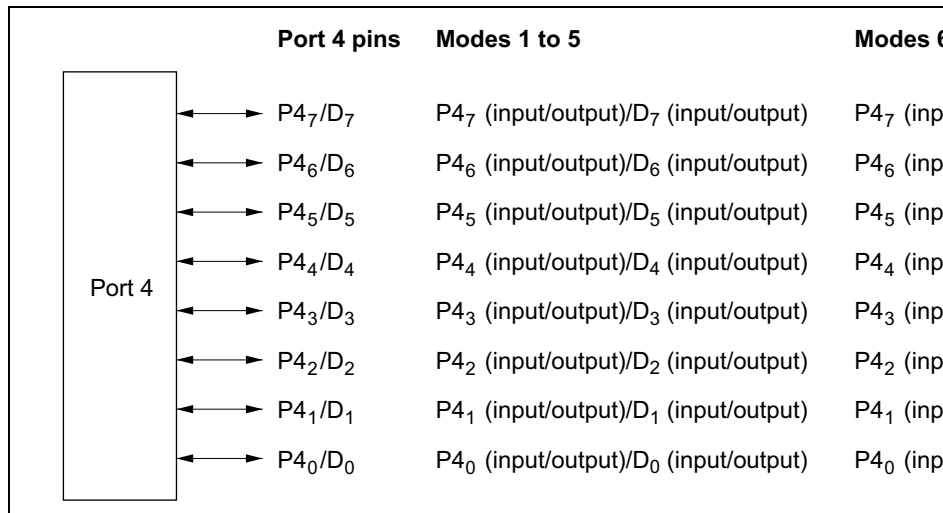 Port 4 pins Modes 1 to 5 Modes 6
P4₇/D₇ P4₇ (input/output)/D₇ (input/output) P4₇ (inp
P4₆/D₆ P4₆ (input/output)/D₆ (input/output) P4₆ (inp
P4₅/D₅ P4₅ (input/output)/D₅ (input/output) P4₅ (inp
P4₄/D₄ P4₄ (input/output)/D₄ (input/output) P4₄ (inp
Port 4
P4₃/D₃ P4₃ (input/output)/D₃ (input/output) P4₃ (inp
P4₂/D₂ P4₂ (input/output)/D₂ (input/output) P4₂ (inp
P4₁/D₁ P4₁ (input/output)/D₁ (input/output) P4₁ (inp
P4₀/D₀ P4₀ (input/output)/D₀ (input/output) P4₀ (inp